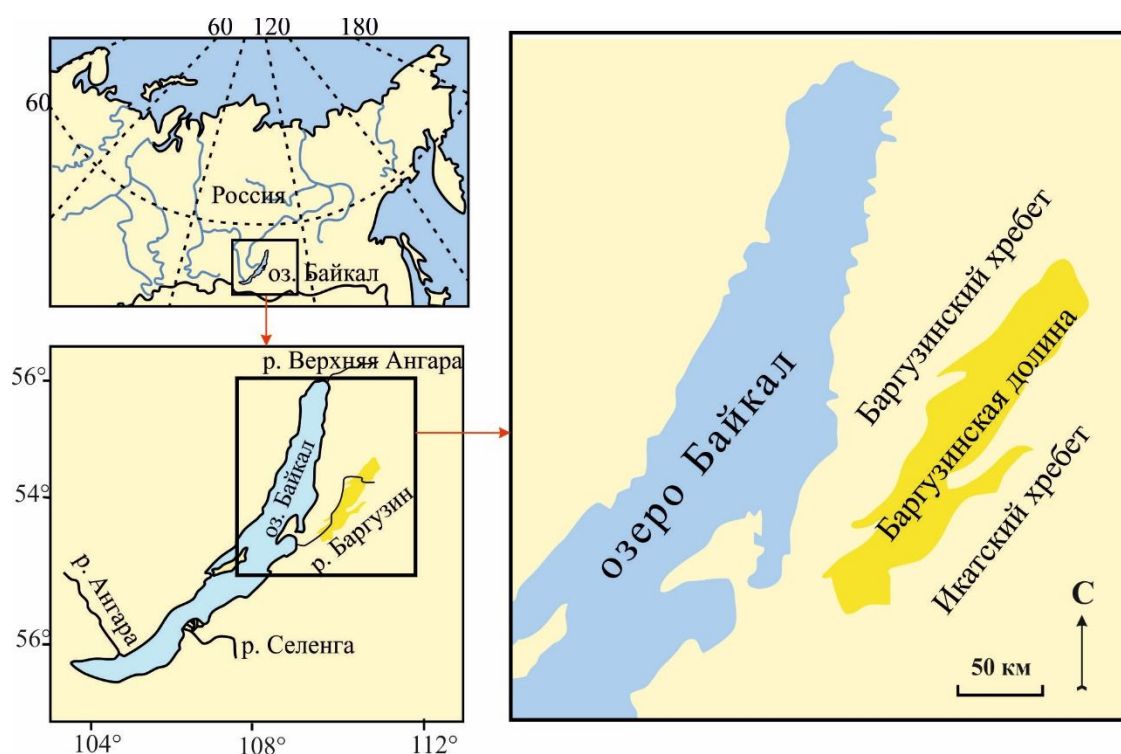 60 120 180
60
Россия
оз. Байкал
р. Верхняя Ангара
56°
оз. Байкал
54°
р. Баргузин
р. Ангара
56°
р. Селенга
104° 108° 112°
озеро Байкал
Баргузинский хребет
Баргузинская долина
Икатский хребет
С
50 км